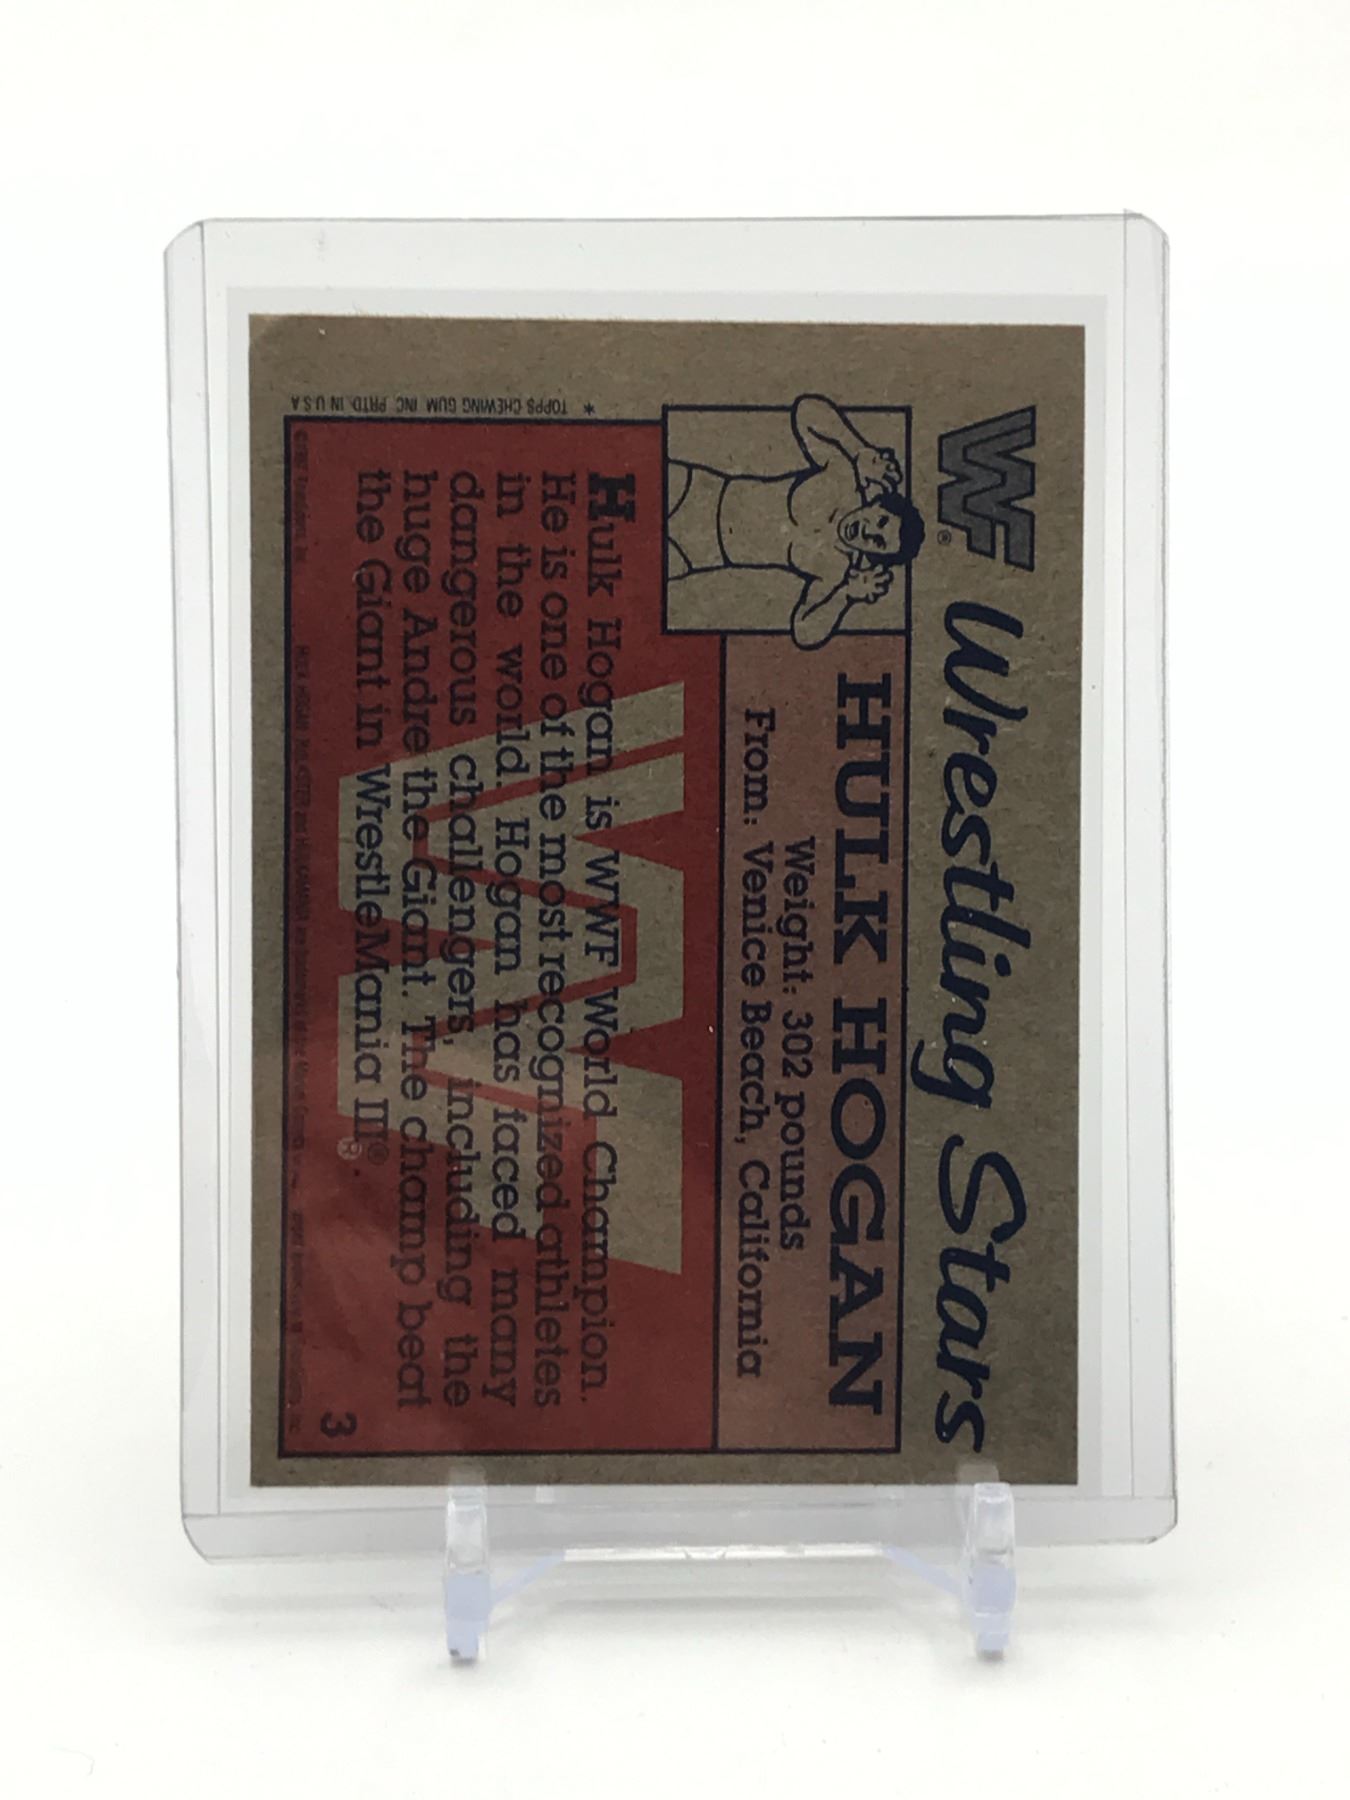 WF® Wrestling Stars
HULK HOGAN
Weight: 302 pounds
From: Venice Beach, California
Hulk Hogan is WWF World Champion.
He is one of the most recognized athletes
in the world. Hogan has faced many
dangerous challengers, including the
huge Andre the Giant. The champ beat
the Giant in WrestleMania III®.
3
* TOPPS CHEWING GUM INC PRTD. IN U S A